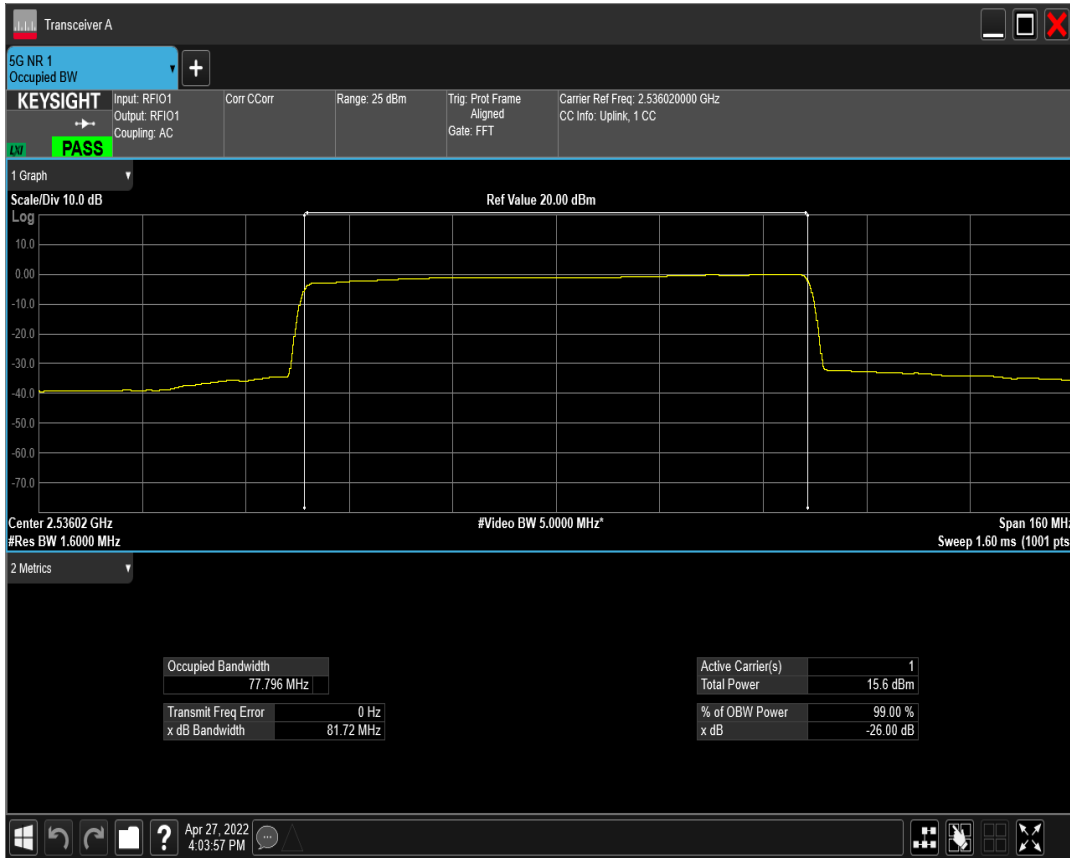 Transceiver A
5G NR 1
Occupied BW
+
KEYSIGHT
LXI
PASS
Input: RFIO1
Output: RFIO1
Coupling: AC
Corr CCorr
Range: 25 dBm
Trig: Prot Frame
Aligned
Gate: FFT
Carrier Ref Freq: 2.536020000 GHz
CC Info: Uplink, 1 CC
1 Graph
Scale/Div 10.0 dB
Ref Value 20.00 dBm
Log
10.0
0.00
-10.0
-20.0
-30.0
-40.0
-50.0
-60.0
-70.0
Center 2.53602 GHz
#Video BW 5.0000 MHz*
Span 160 MHz
#Res BW 1.6000 MHz
Sweep 1.60 ms (1001 pts
2 Metrics
Occupied Bandwidth
77.796 MHz
Transmit Freq Error 0 Hz
x dB Bandwidth 81.72 MHz
Active Carrier(s) 1
Total Power 15.6 dBm
% of OBW Power 99.00 %
x dB -26.00 dB
?
Apr 27, 2022
4:03:57 PM